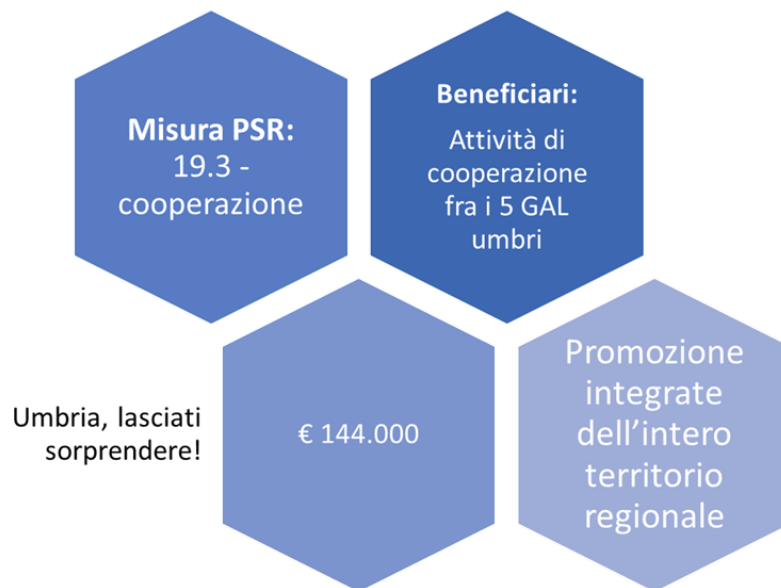 Misura PSR:
19.3 -
cooperazione
Beneficiari:
Attività di
cooperazione
fra i 5 GAL
umbri
Umbria, lasciati
sorprendere!
€ 144.000
Promozione
integrate
dell’intero
territorio
regionale